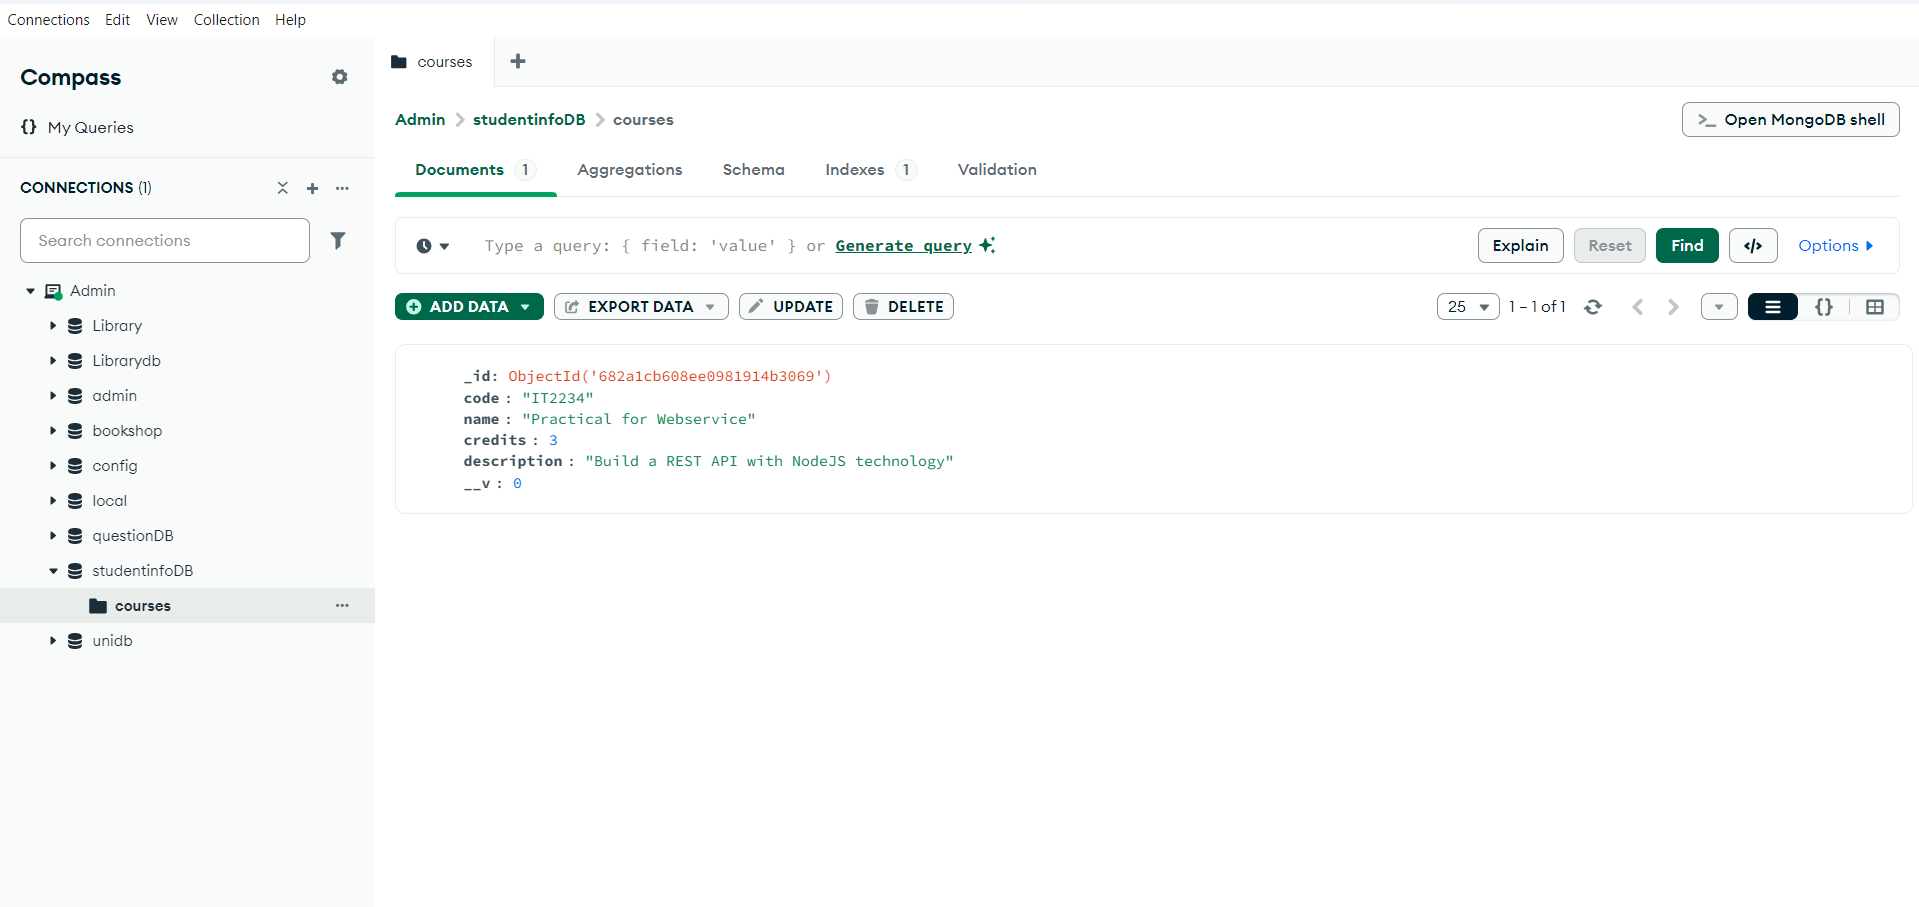 Connections Edit View Collection Help
Compass
{} My Queries
CONNECTIONS (1)
Search connections
Admin
Library
Librarydb
admin
bookshop
config
local
questionDB
studentinfoDB
courses
unidb
courses
Admin > studentinfoDB > courses
>_ Open MongoDB shell
Documents 1 Aggregations Schema Indexes 1 Validation
Type a query: { field: 'value' } or Generate query
Explain Reset Find </> Options
ADD DATA EXPORT DATA UPDATE DELETE
25 1 – 1 of 1 {}
_id: ObjectId('682a1cb608ee0981914b3069')
code : "IT2234"
name : "Practical for Webservice"
credits : 3
description : "Build a REST API with NodeJS technology"
__v : 0